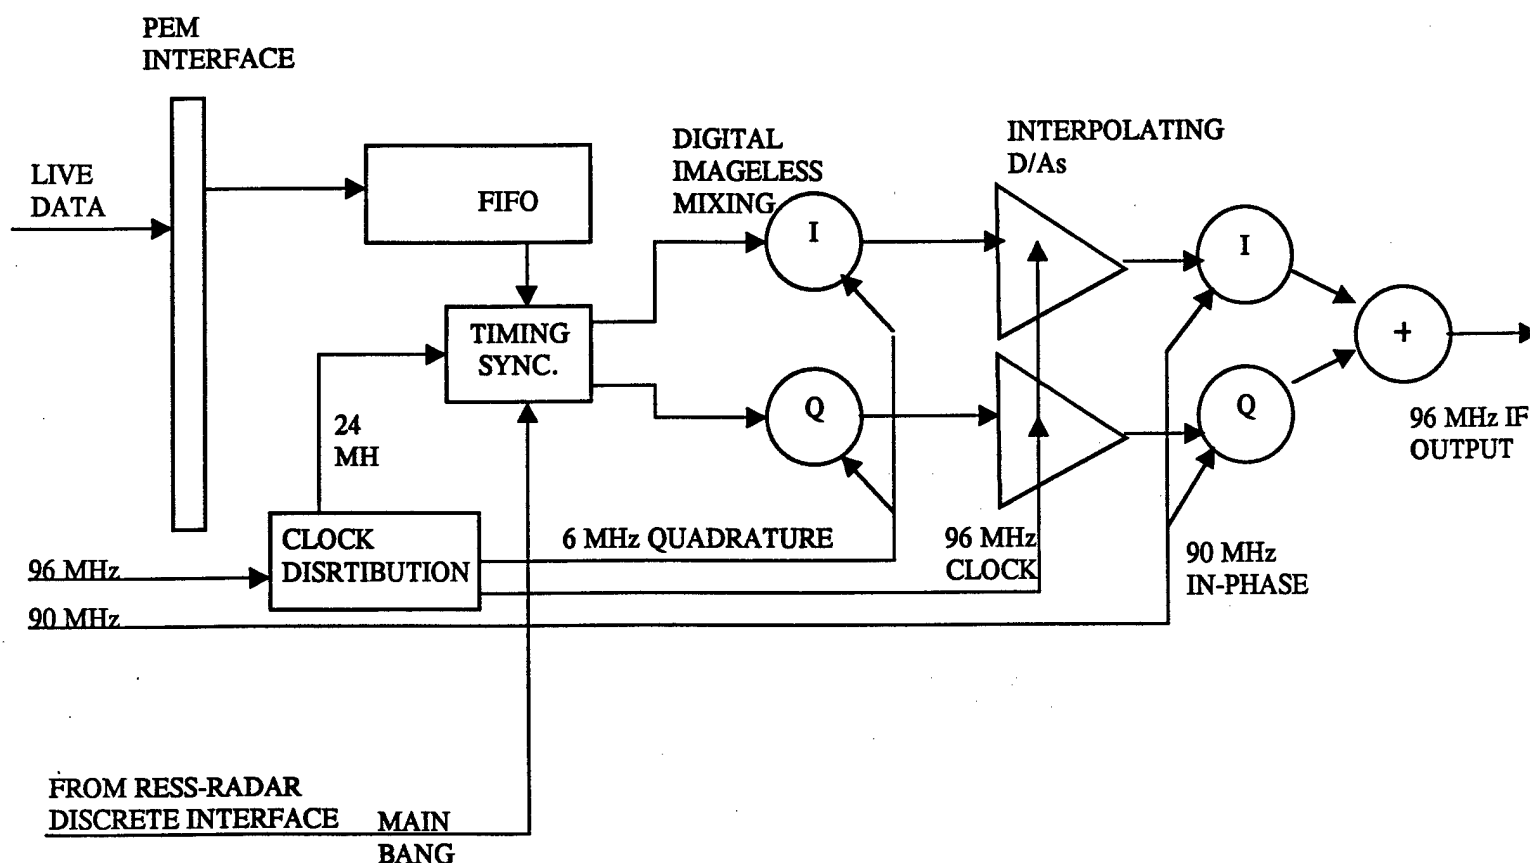 PEM
INTERFACE
LIVE
DATA
FIFO
DIGITAL
IMAGELESS
MIXING
INTERPOLATING
D/As
I
I
TIMING
SYNC.
+
Q
Q
24
MH
96 MHz IF
OUTPUT
CLOCK
DISRTIBUTION
6 MHz QUADRATURE
96 MHz
CLOCK
90 MHz
IN-PHASE
96 MHz
90 MHz
FROM RESS-RADAR
DISCRETE INTERFACE
MAIN
BANG